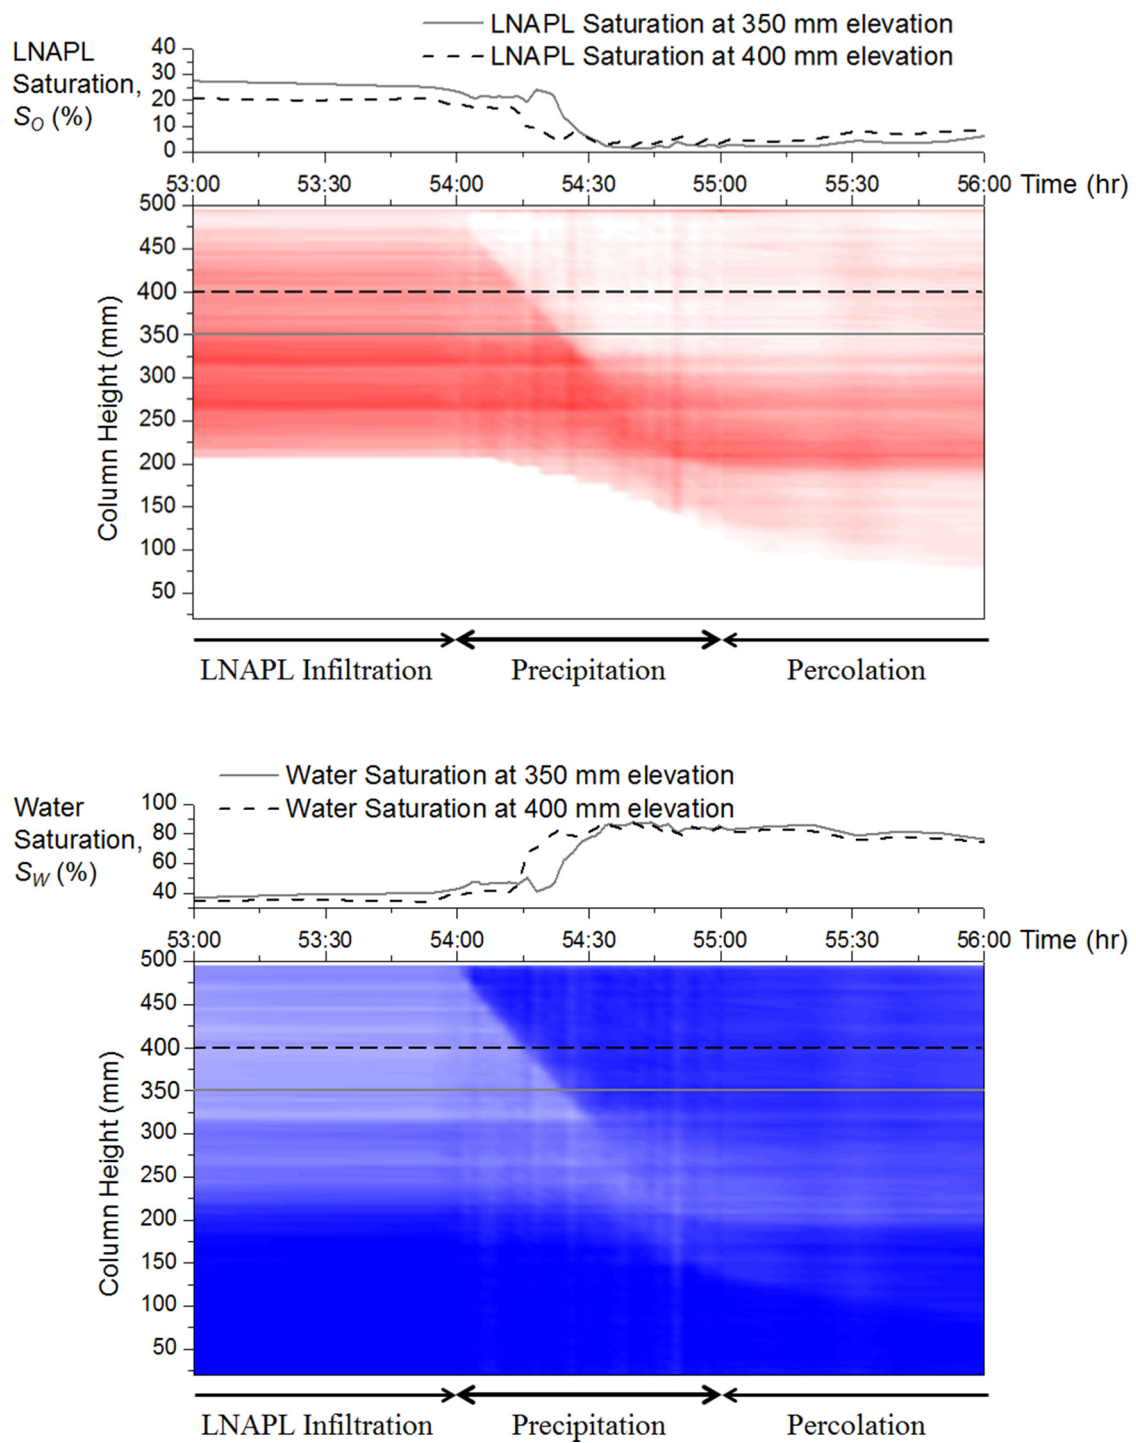 LNAPL Saturation at 350 mm elevation
LNAPL Saturation at 400 mm elevation
LNAPL
Saturation,
S_O (%)
40
30
20
10
0
53:00 53:30 54:00 54:30 55:00 55:30 56:00 Time (hr)
500
450
400
350
300
250
200
150
100
50
Column Height (mm)
LNAPL Infiltration Precipitation Percolation
Water Saturation at 350 mm elevation
Water Saturation at 400 mm elevation
Water
Saturation,
S_W (%)
100
80
60
40
53:00 53:30 54:00 54:30 55:00 55:30 56:00 Time (hr)
500
450
400
350
300
250
200
150
100
50
Column Height (mm)
LNAPL Infiltration Precipitation Percolation